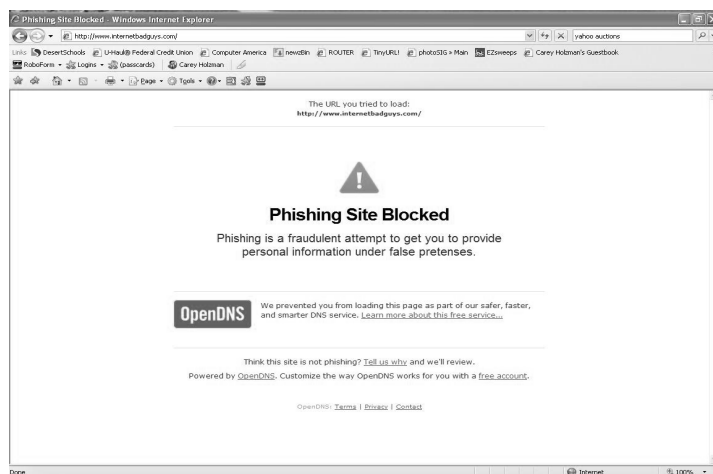 Phishing Site Blocked - Windows Internet Explorer
http://www.internetbadguys.com/
yahoo auctions
Links DesertSchools U-Haul® Federal Credit Union Computer America newzBin ROUTER TinyURL! photoSIG > Main EZsweeps Carey Holzman's Guestbook
RoboForm Logins (passcards) Carey Holzman
Page Tools
The URL you tried to load:
http://www.internetbadguys.com/
Phishing Site Blocked
Phishing is a fraudulent attempt to get you to provide
personal information under false pretenses.
OpenDNS
We prevented you from loading this page as part of our safer, faster,
and smarter DNS service. Learn more about this free service...
Think this site is not phishing? Tell us why and we'll review.
Powered by OpenDNS. Customize the way OpenDNS works for you with a free account.
OpenDNS: Terms | Privacy | Contact
Done Internet 100%